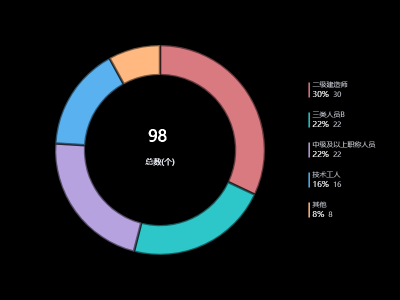 98
总数(个)
二级建造师
30% 30
三类人员B
22% 22
中级及以上职称人员
22% 22
技术工人
16% 16
其他
8% 8